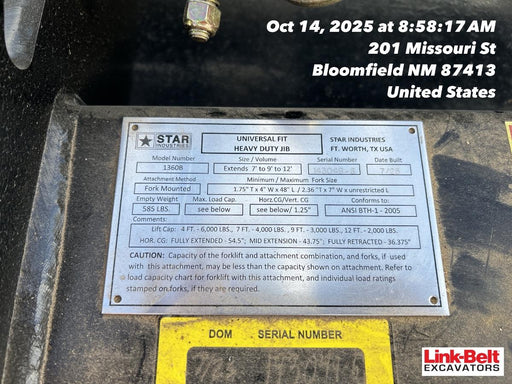 Oct 14, 2025 at 8:58:17 AM
201 Missouri St
Bloomfield NM 87413
United States
STAR
INDUSTRIES
UNIVERSAL FIT
HEAVY DUTY JIB
STAR INDUSTRIES
FT. WORTH, TX USA
Model Number Size / Volume Serial Number Date Built
1360B Extends 7' to 9' to 12' 7/25
Attachment Method Minimum / Maximum Fork Size
Fork Mounted 1.75" T x 4" W x 48" L / 2.36 "T x 7" W x unrestricted L
Empty Weight Max. Load Cap. Horz.CG/Vert. CG Conforms to:
585 LBS. see below see below/ 1.25" ANSI BTH-1 - 2005
Lift Cap: 4 FT. - 6,000 LBS , 7 FT. - 4,000 LBS , 9 FT. - 3,000 LBS, 12 FT. - 2,000 LBS
HOR. CG: FULLY EXTENDED - 54.5"; MID EXTENSION - 43.75"; FULLY RETRACTED - 36.375"
CAUTION: Capacity of the forklift and attachment combination, and forks, if used
with this attachment, may be less than the capacity shown on attachment. Refer to
load capacity chart for forklift with this attachment, and individual load ratings
stamped on forks, if they are required.
DOM SERIAL NUMBER
Link-Belt
EXCAVATORS